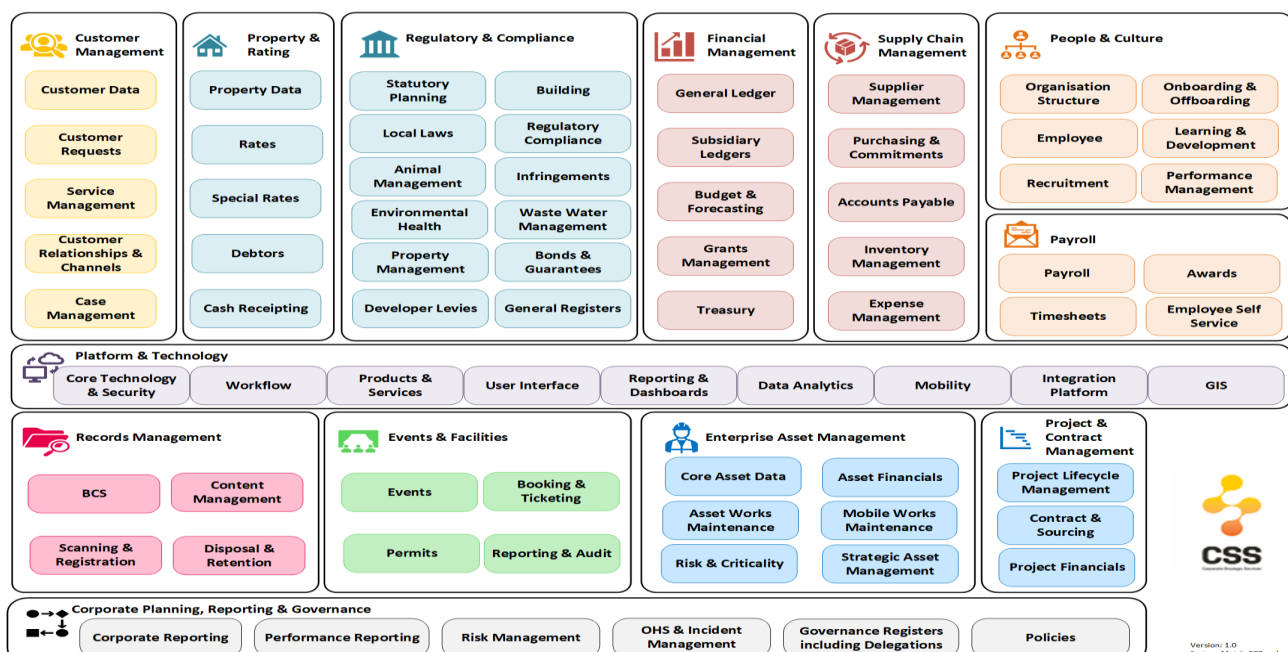 Customer
Management
Customer Data
Customer
Requests
Service
Management
Customer
Relationships &
Channels
Case
Management
Property &
Rating
Property Data
Rates
Special Rates
Debtors
Cash Receipting
Regulatory & Compliance
Statutory
Planning
Building
Local Laws
Regulatory
Compliance
Animal
Management
Infringements
Environmental
Health
Waste Water
Management
Property
Management
Bonds &
Guarantees
Developer Levies
General Registers
Financial
Management
General Ledger
Subsidiary
Ledgers
Budget &
Forecasting
Grants
Management
Treasury
Supply Chain
Management
Supplier
Management
Purchasing &
Commitments
Accounts Payable
Inventory
Management
Expense
Management
People & Culture
Organisation
Structure
Onboarding &
Offboarding
Employee
Learning &
Development
Recruitment
Performance
Management
Payroll
Payroll
Awards
Timesheets
Employee Self
Service
Platform & Technology
Core Technology
& Security
Workflow
Products &
Services
User Interface
Reporting &
Dashboards
Data Analytics
Mobility
Integration
Platform
GIS
Records Management
BCS
Content
Management
Scanning &
Registration
Disposal &
Retention
Events & Facilities
Events
Booking &
Ticketing
Permits
Reporting & Audit
Enterprise Asset Management
Core Asset Data
Asset Financials
Asset Works
Maintenance
Mobile Works
Maintenance
Risk & Criticality
Strategic Asset
Management
Project &
Contract
Management
Project Lifecycle
Management
Contract &
Sourcing
Project Financials
CSS
Corporate Strategic Services
Corporate Planning, Reporting & Governance
Corporate Reporting
Performance Reporting
Risk Management
OHS & Incident
Management
Governance Registers
including Delegations
Policies
Version: 1.0